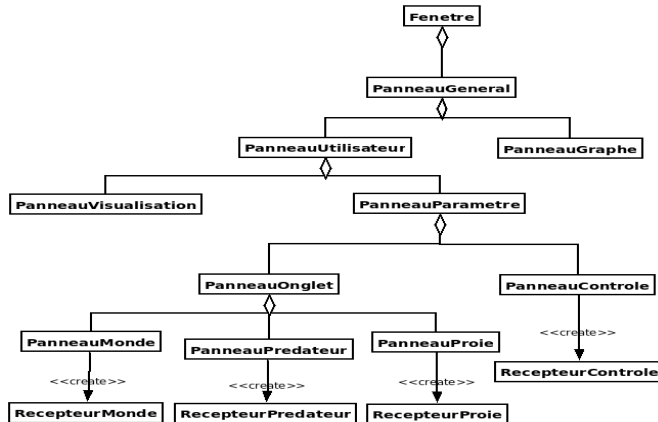 Fenetre
PanneauGeneral
PanneauUtilisateur
PanneauGraphe
PanneauVisualisation
PanneauParametre
PanneauOnglet
PanneauControle
PanneauMonde
PanneauPredateur
PanneauProie
<<create>>
RecepteurControle
<<create>>
<<create>>
<<create>>
RecepteurMonde
RecepteurPredateur
RecepteurProie